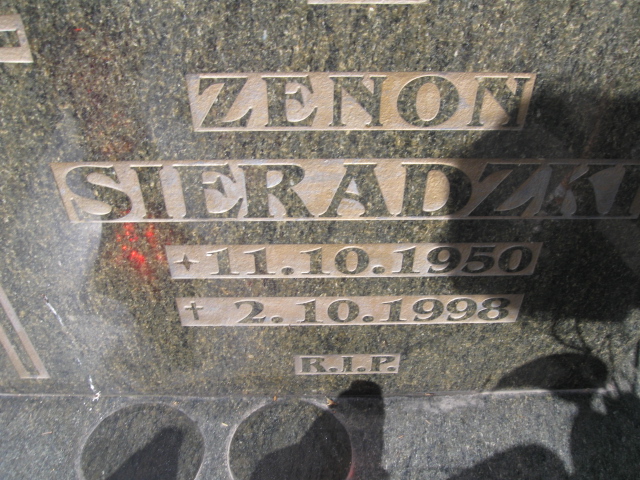 ZENON
SIERADZKI
+ 11.10.1950
† 2.10.1998
R.I.P.